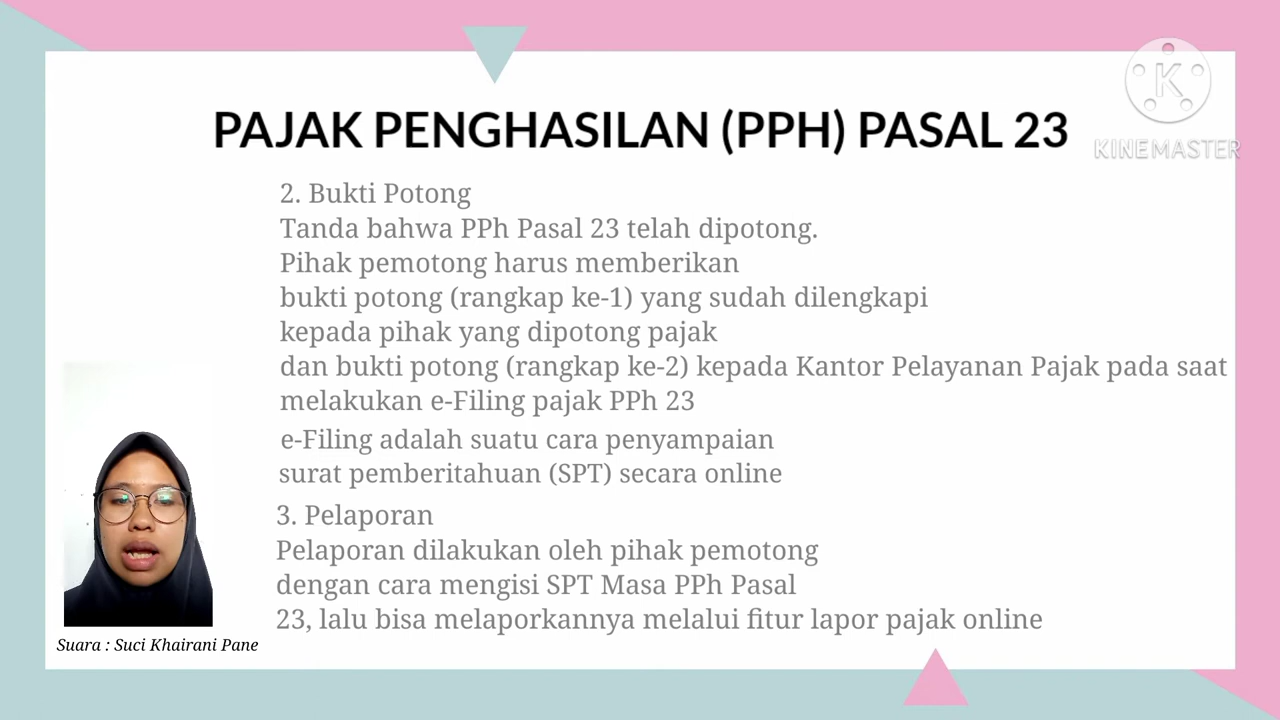 PAJAK PENGHASILAN (PPH) PASAL 23
K
KINEMASTER
2. Bukti Potong
Tanda bahwa PPh Pasal 23 telah dipotong.
Pihak pemotong harus memberikan
bukti potong (rangkap ke-1) yang sudah dilengkapi
kepada pihak yang dipotong pajak
dan bukti potong (rangkap ke-2) kepada Kantor Pelayanan Pajak pada saat
melakukan e-Filing pajak PPh 23
e-Filing adalah suatu cara penyampaian
surat pemberitahuan (SPT) secara online
3. Pelaporan
Pelaporan dilakukan oleh pihak pemotong
dengan cara mengisi SPT Masa PPh Pasal
23, lalu bisa melaporkannya melalui fitur lapor pajak online
Suara : Suci Khairani Pane